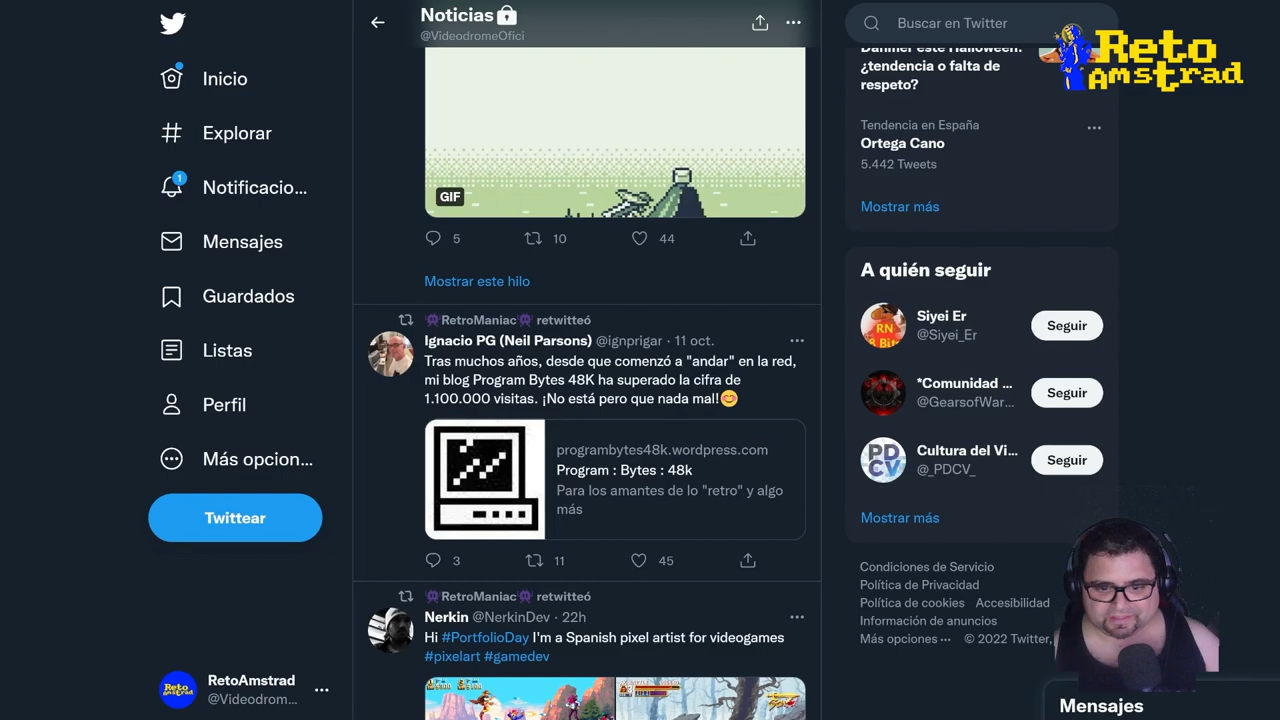 Inicio
Explorar
1
Notificacio...
Mensajes
Guardados
Listas
Perfil
Más opcion...
Twittear
RetoAmstrad
@Videodrom...
Noticias
@VideodromeOfici
GIF
5 10 44
Mostrar este hilo
RetroManiac retwitteó
Ignacio PG (Neil Parsons) @ignprigar · 11 oct.
Tras muchos años, desde que comenzó a "andar" en la red,
mi blog Program Bytes 48K ha superado la cifra de
1.100.000 visitas. ¡No está pero que nada mal!
programbytes48k.wordpress.com
Program : Bytes : 48k
Para los amantes de lo "retro" y algo
más
3 11 45
RetroManiac retwitteó
Nerkin @NerkinDev · 22h
Hi #PortfolioDay I'm a Spanish pixel artist for videogames
#pixelart #gamedev
Buscar en Twitter
Reto
Amstrad
Dahmer este Halloween:
¿tendencia o falta de
respeto?
Tendencia en España
Ortega Cano
5.442 Tweets
Mostrar más
A quién seguir
Siyei Er
@Siyei_Er
Seguir
*Comunidad ...
@GearsofWar...
Seguir
Cultura del Vi...
@_PDCV_
Seguir
Mostrar más
Condiciones de Servicio
Política de Privacidad
Política de cookies Accesibilidad
Información de anuncios
Más opciones ··· © 2022 Twitter,
Mensajes